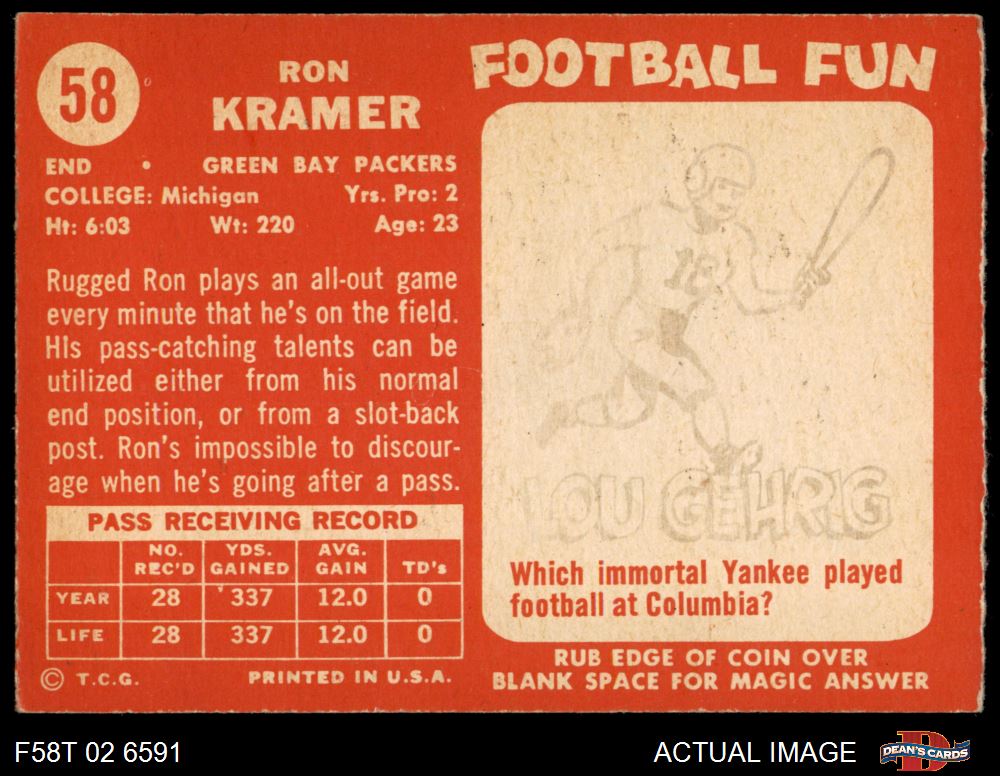 58
RON
KRAMER
END • GREEN BAY PACKERS
COLLEGE: Michigan Yrs. Pro: 2
Ht: 6:03 Wt: 220 Age: 23
Rugged Ron plays an all-out game
every minute that he's on the field.
HIs pass-catching talents can be
utilized either from his normal
end position, or from a slot-back
post. Ron's impossible to discour-
age when he's going after a pass.
PASS RECEIVING RECORD
NO. REC'D YDS. GAINED AVG. GAIN TD's
YEAR 28 337 12.0 0
LIFE 28 337 12.0 0
© T.C.G. PRINTED IN U.S.A.
FOOTBALL FUN
LOU GEHRIG
Which immortal Yankee played
football at Columbia?
RUB EDGE OF COIN OVER
BLANK SPACE FOR MAGIC ANSWER
F58T 02 6591 ACTUAL IMAGE DEAN'S CARDS